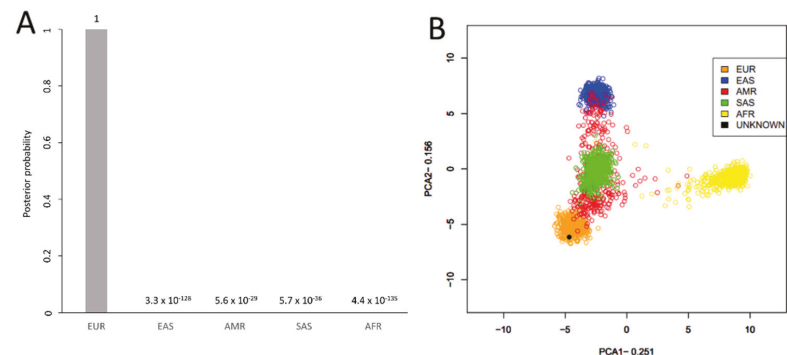 A
1
1
0.8
0.6
0.4
0.2
0
Posterior probability
3.3 x 10⁻¹²⁸
5.6 x 10⁻²⁹
5.7 x 10⁻³⁶
4.4 x 10⁻¹³⁵
EUR EAS AMR SAS AFR
B
10
5
0
−5
−10
PCA2− 0.156
EUR
EAS
AMR
SAS
AFR
UNKNOWN
−10 −5 0 5 10
PCA1− 0.251